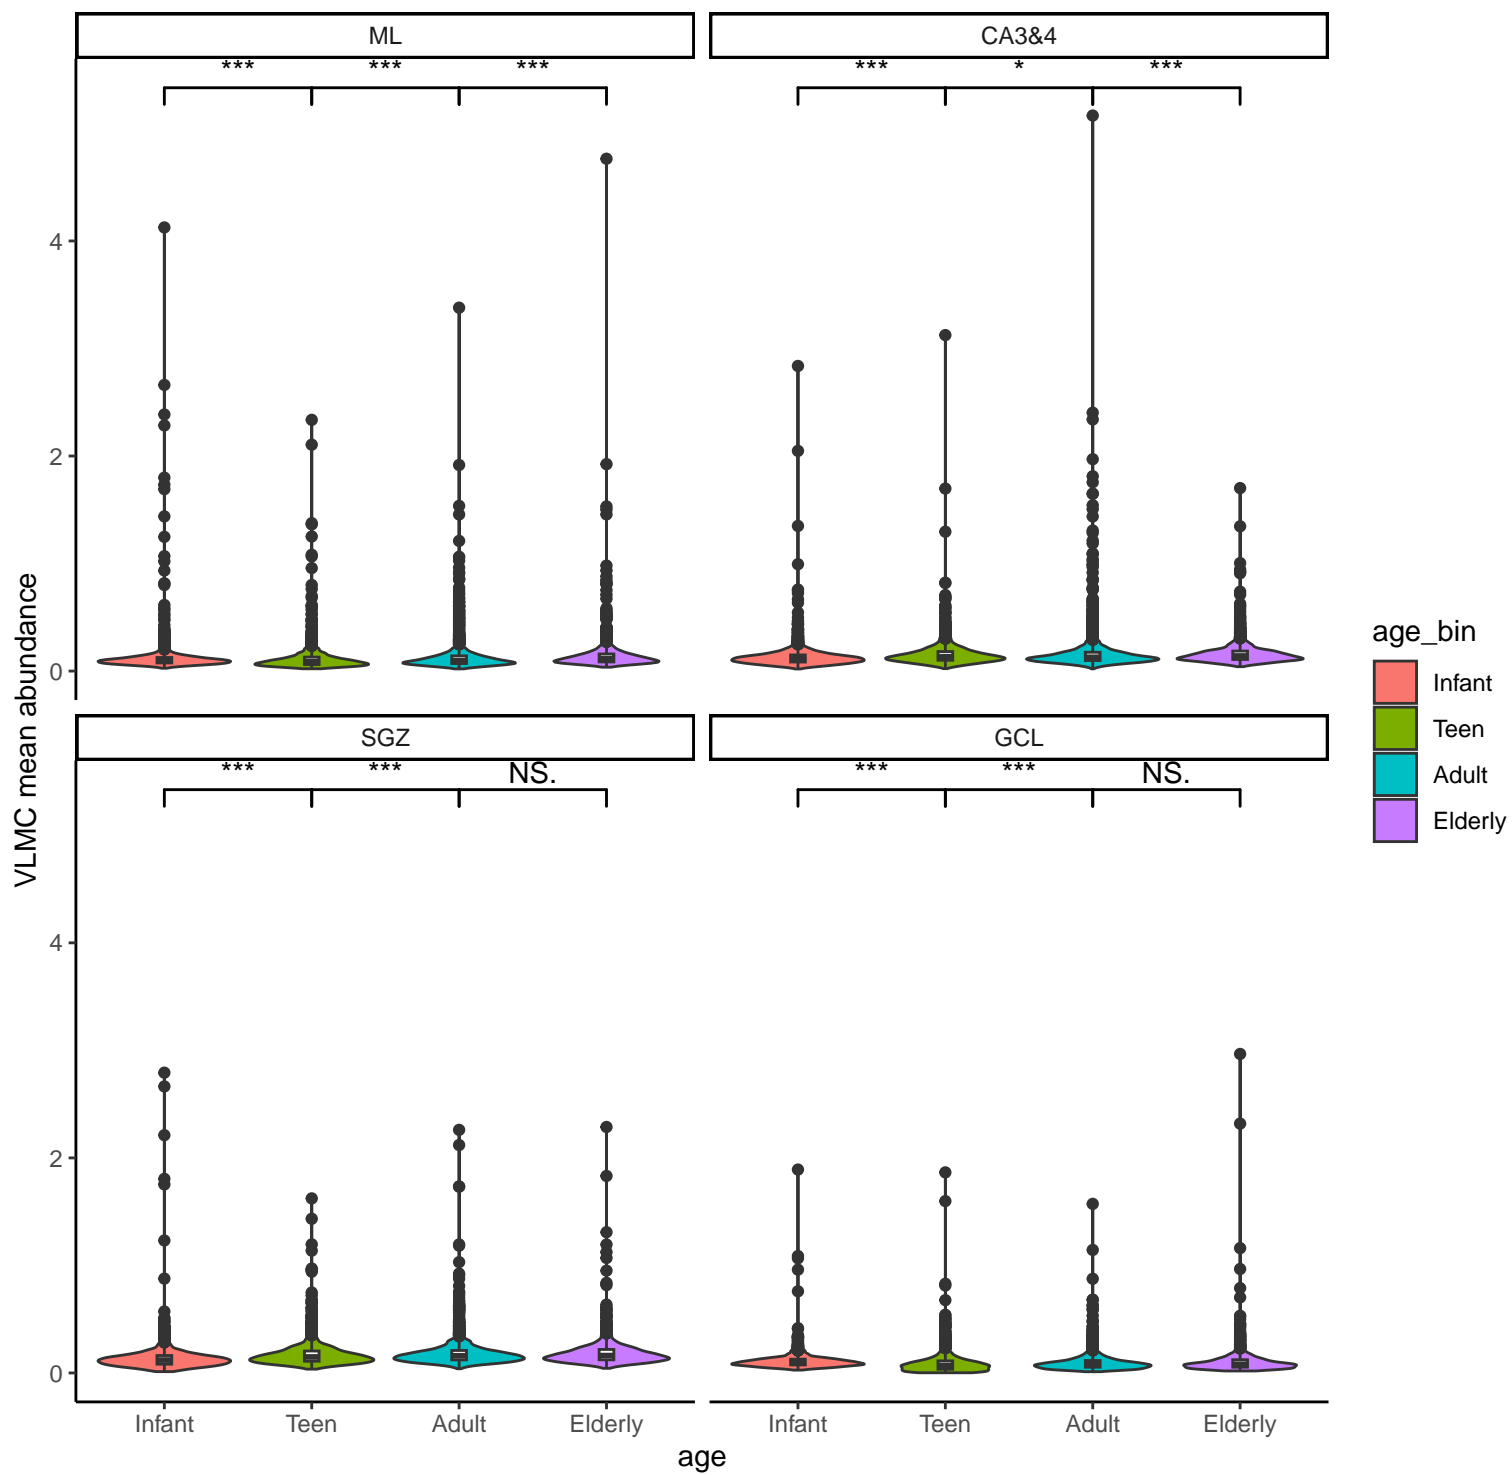 ML
CA3&4
*** *** ***
*** * ***
4
2
0
VLMC mean abundance
SGZ
GCL
*** *** NS.
*** *** NS.
4
2
0
Infant Teen Adult Elderly
Infant Teen Adult Elderly
age
age_bin
Infant
Teen
Adult
Elderly